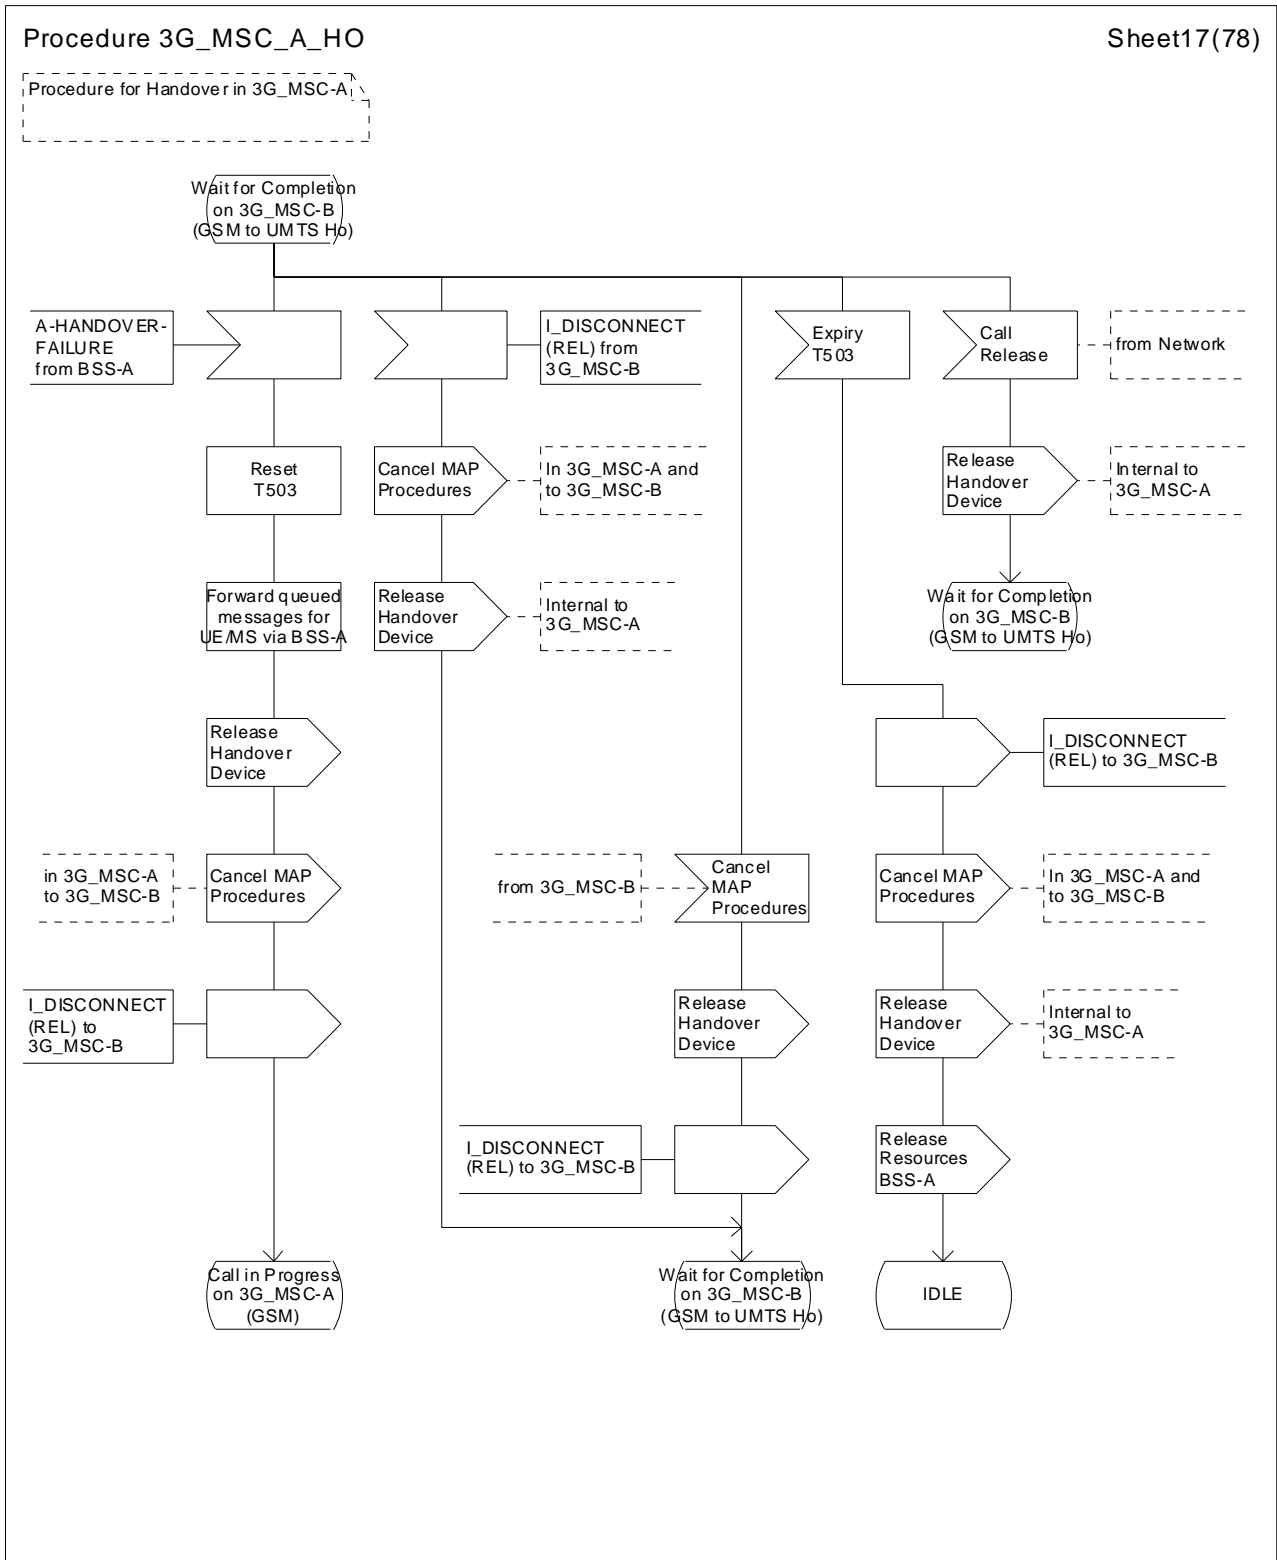 Procedure 3G_MSC_A_HO
Sheet17(78)
Procedure for Handover in 3G_MSC-A
Wait for Completion
on 3G_MSC-B
(GSM to UMTS Ho)
A-HANDOVER-
FAILURE
from BSS-A
I_DISCONNECT
(REL) from
3G_MSC-B
Expiry
T503
Call
Release
from Network
Reset
T503
Cancel MAP
Procedures
In 3G_MSC-A and
to 3G_MSC-B
Release
Handover
Device
Internal to
3G_MSC-A
Forward queued
messages for
UE/MS via BSS-A
Release
Handover
Device
Internal to
3G_MSC-A
Wait for Completion
on 3G_MSC-B
(GSM to UMTS Ho)
Release
Handover
Device
I_DISCONNECT
(REL) to 3G_MSC-B
in 3G_MSC-A
to 3G_MSC-B
Cancel MAP
Procedures
from 3G_MSC-B
Cancel
MAP
Procedures
Cancel MAP
Procedures
In 3G_MSC-A and
to 3G_MSC-B
I_DISCONNECT
(REL) to
3G_MSC-B
Release
Handover
Device
Release
Handover
Device
Internal to
3G_MSC-A
I_DISCONNECT
(REL) to 3G_MSC-B
Release
Resources
BSS-A
Call in Progress
on 3G_MSC-A
(GSM)
Wait for Completion
on 3G_MSC-B
(GSM to UMTS Ho)
IDLE